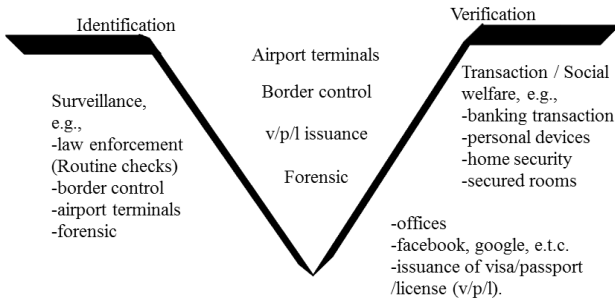 Identification
Verification
Surveillance,
e.g.,
-law enforcement
(Routine checks)
-border control
-airport terminals
-forensic
Airport terminals
Border control
v/p/l issuance
Forensic
Transaction / Social
welfare, e.g.,
-banking transaction
-personal devices
-home security
-secured rooms
-offices
-facebook, google, e.t.c.
-issuance of visa/passport
/license (v/p/l).